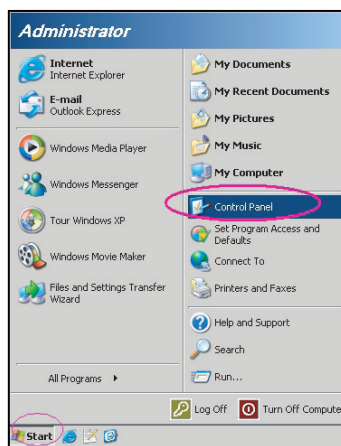 Administrator
Internet
Internet Explorer
E-mail
Outlook Express
Windows Media Player
Windows Messenger
Tour Windows XP
Windows Movie Maker
Files and Settings Transfer
Wizard
All Programs
My Documents
My Recent Documents
My Pictures
My Music
My Computer
Control Panel
Set Program Access and
Defaults
Connect To
Printers and Faxes
Help and Support
Search
Run...
Log Off
Turn Off Compute
Start